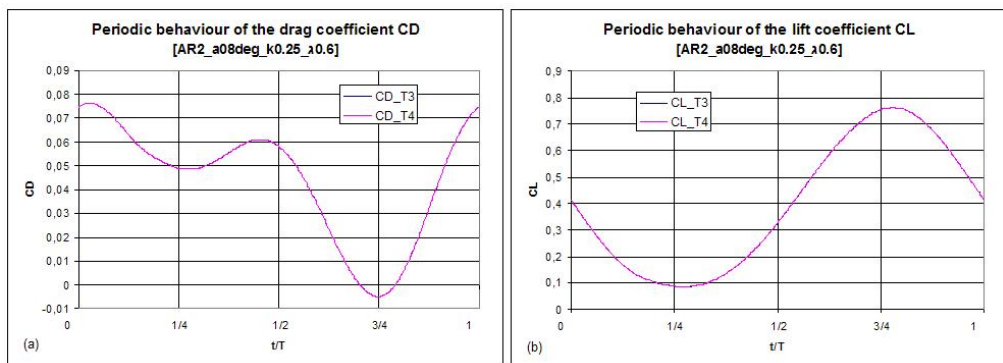 Periodic behaviour of the drag coefficient CD
[AR2_a08deg_k0.25_λ0.6]
0,09
0,08
0,07
0,06
0,05
0,04
0,03
0,02
0,01
0
-0,01
CD
CD_T3
CD_T4
0
1/4
1/2
3/4
1
t/T
(a)
Periodic behaviour of the lift coefficient CL
[AR2_a08deg_k0.25_λ0.6]
0,9
0,8
0,7
0,6
0,5
0,4
0,3
0,2
0,1
0
CL
CL_T3
CL_T4
0
1/4
1/2
3/4
1
t/T
(b)